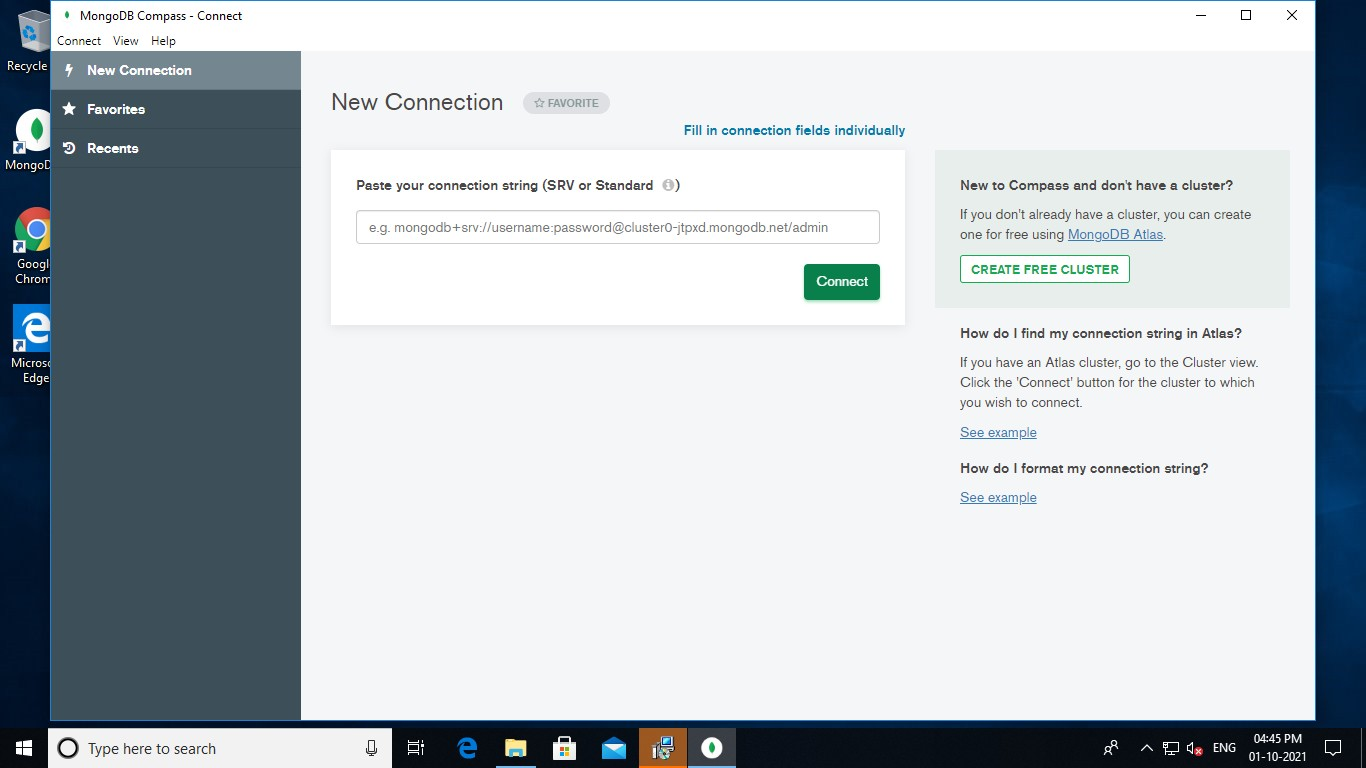 MongoDB Compass - Connect
Connect View Help
Recycle
MongoD
Google
Chrom
Micros
Edge
New Connection
Favorites
Recents
New Connection
FAVORITE
Fill in connection fields individually
Paste your connection string (SRV or Standard )
e.g. mongodb+srv://username:password@cluster0-jtpxd.mongodb.net/admin
Connect
New to Compass and don't have a cluster?
If you don't already have a cluster, you can create
one for free using MongoDB Atlas.
CREATE FREE CLUSTER
How do I find my connection string in Atlas?
If you have an Atlas cluster, go to the Cluster view.
Click the 'Connect' button for the cluster to which
you wish to connect.
See example
How do I format my connection string?
See example
Type here to search
ENG
04:45 PM
01-10-2021